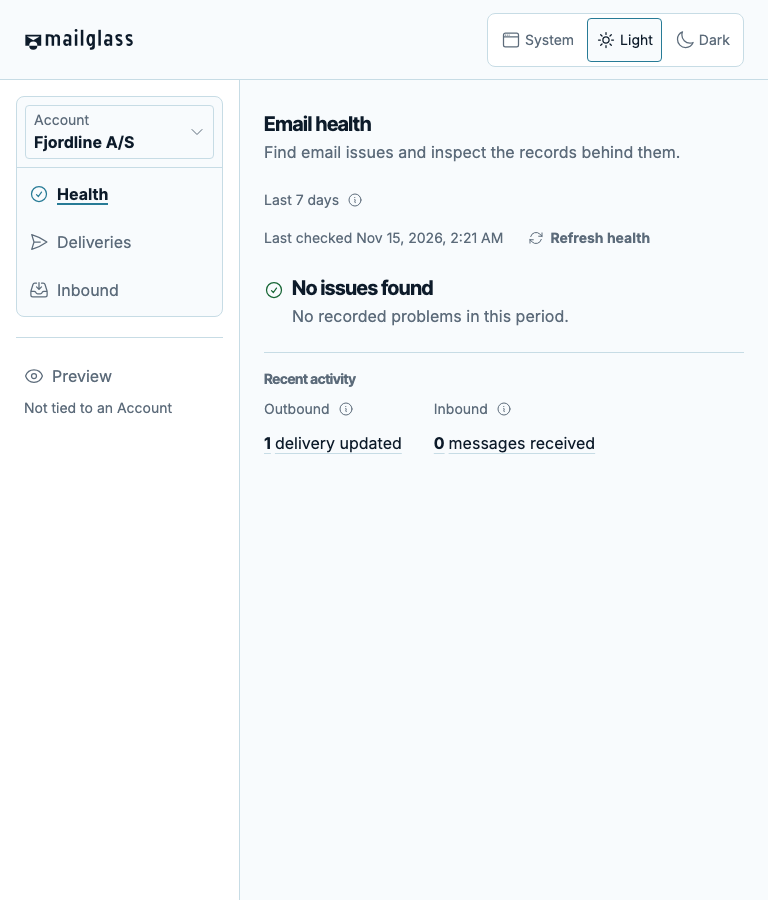 mailglass
System
Light
Dark
Account
Fjordline A/S
Health
Deliveries
Inbound
Preview
Not tied to an Account
Email health
Find email issues and inspect the records behind them.
Last 7 days
Last checked Nov 15, 2026, 2:21 AM
Refresh health
No issues found
No recorded problems in this period.
Recent activity
Outbound
1 delivery updated
Inbound
0 messages received